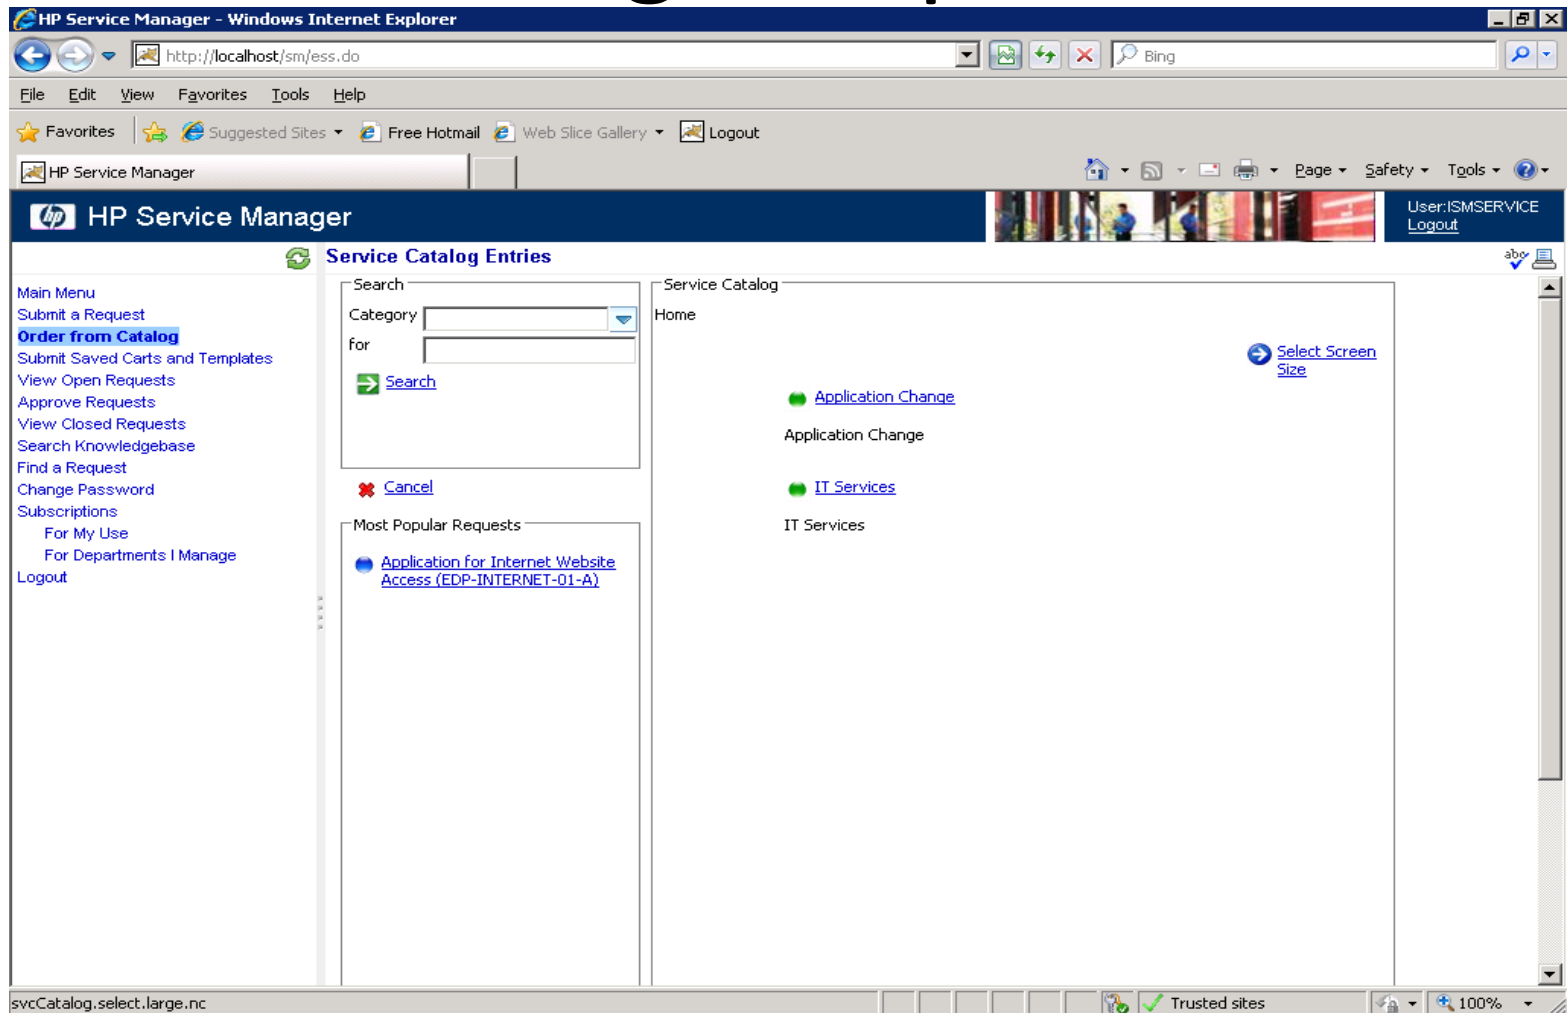 HP Service Manager - Windows Internet Explorer
http://localhost/sm/ess.do
Bing
File Edit View Favorites Tools Help
Favorites Suggested Sites Free Hotmail Web Slice Gallery Logout
HP Service Manager
Page Safety Tools
hp HP Service Manager
User:ISMSERVICE
Logout
Service Catalog Entries
abc
Main Menu
Submit a Request
Order from Catalog
Submit Saved Carts and Templates
View Open Requests
Approve Requests
View Closed Requests
Search Knowledgebase
Find a Request
Change Password
Subscriptions
For My Use
For Departments I Manage
Logout
Search
Category
for
Search
Cancel
Most Popular Requests
Application for Internet Website
Access (EDP-INTERNET-01-A)
Service Catalog
Home
Select Screen
Size
Application Change
Application Change
IT Services
IT Services
svcCatalog.select.large.nc
Trusted sites
100%